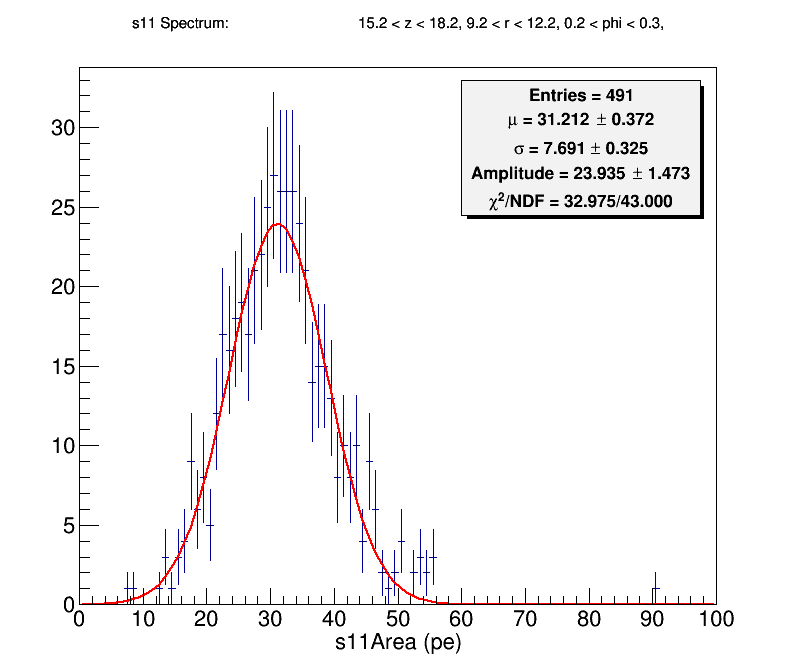 s11 Spectrum: 15.2 < z < 18.2, 9.2 < r < 12.2, 0.2 < phi < 0.3,
Entries = 491
μ = 31.212 ± 0.372
σ = 7.691 ± 0.325
Amplitude = 23.935 ± 1.473
χ²/NDF = 32.975/43.000
30
25
20
15
10
5
0
0 10 20 30 40 50 60 70 80 90 100
s11Area (pe)